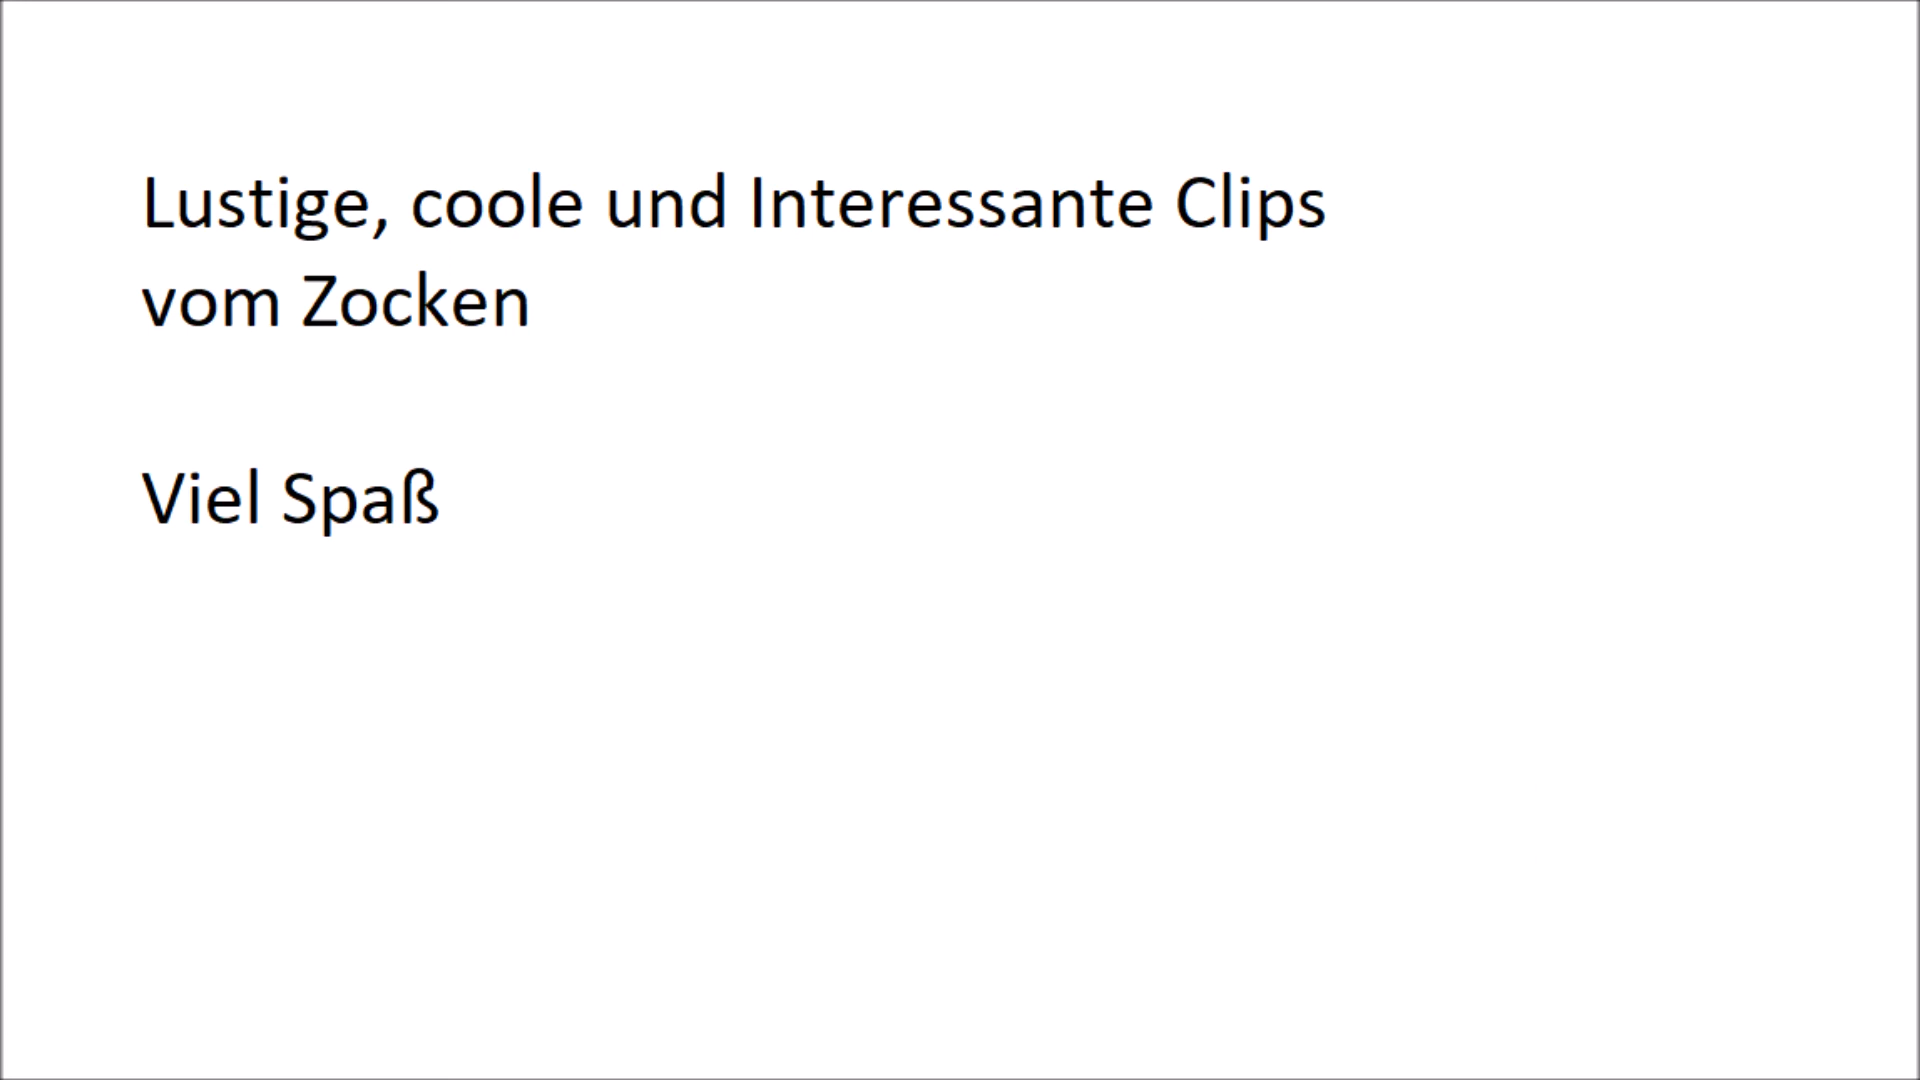 Lustige, coole und Interessante Clips
vom Zocken
Viel Spaß